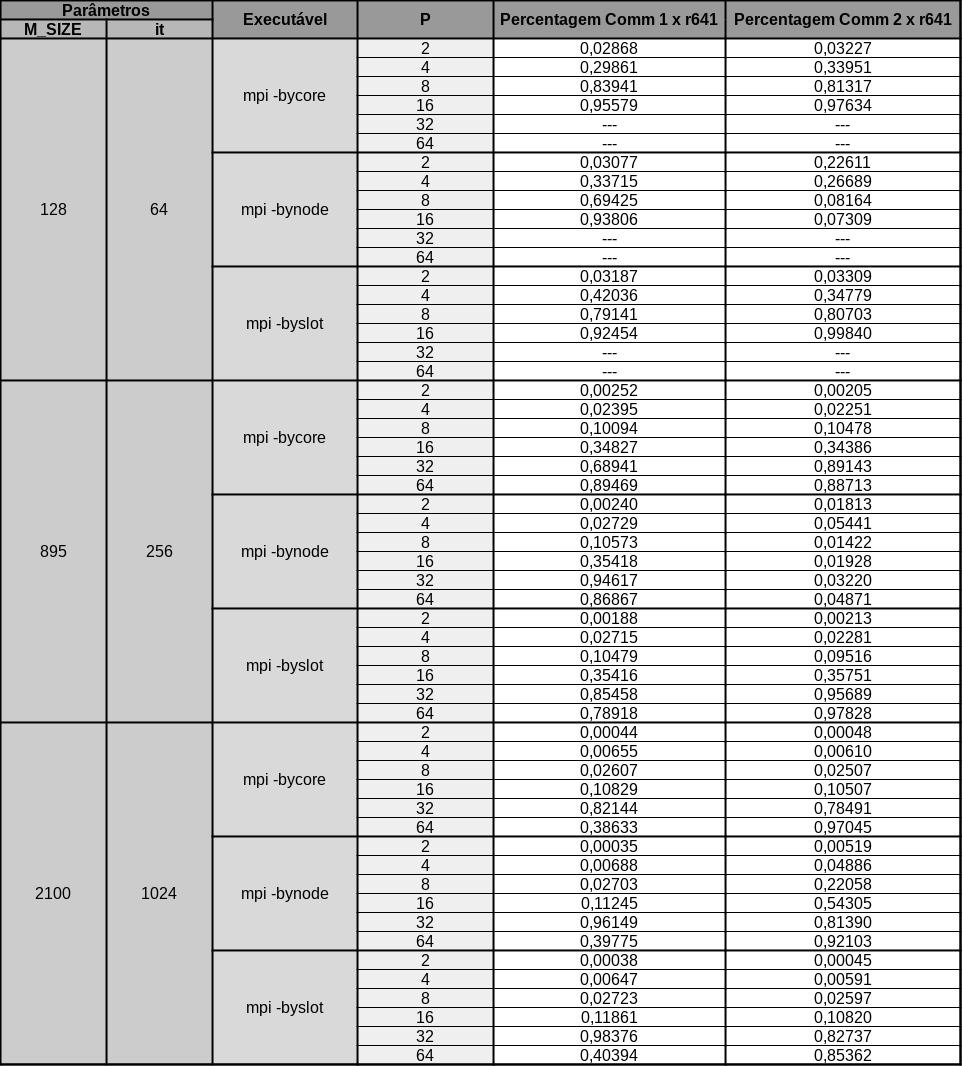 Parâmetros Executável P Percentagem Comm 1 x r641 Percentagem Comm 2 x r641
M_SIZE it
128 64 mpi -bycore 2 0,02868 0,03227
4 0,29861 0,33951
8 0,83941 0,81317
16 0,95579 0,97634
32 --- ---
64 --- ---
mpi -bynode 2 0,03077 0,22611
4 0,33715 0,26689
8 0,69425 0,08164
16 0,93806 0,07309
32 --- ---
64 --- ---
mpi -byslot 2 0,03187 0,03309
4 0,42036 0,34779
8 0,79141 0,80703
16 0,92454 0,99840
32 --- ---
64 --- ---
895 256 mpi -bycore 2 0,00252 0,00205
4 0,02395 0,02251
8 0,10094 0,10478
16 0,34827 0,34386
32 0,68941 0,89143
64 0,89469 0,88713
mpi -bynode 2 0,00240 0,01813
4 0,02729 0,05441
8 0,10573 0,01422
16 0,35418 0,01928
32 0,94617 0,03220
64 0,86867 0,04871
mpi -byslot 2 0,00188 0,00213
4 0,02715 0,02281
8 0,10479 0,09516
16 0,35416 0,35751
32 0,85458 0,95689
64 0,78918 0,97828
2100 1024 mpi -bycore 2 0,00044 0,00048
4 0,00655 0,00610
8 0,02607 0,02507
16 0,10829 0,10507
32 0,82144 0,78491
64 0,38633 0,97045
mpi -bynode 2 0,00035 0,00519
4 0,00688 0,04886
8 0,02703 0,22058
16 0,11245 0,54305
32 0,96149 0,81390
64 0,39775 0,92103
mpi -byslot 2 0,00038 0,00045
4 0,00647 0,00591
8 0,02723 0,02597
16 0,11861 0,10820
32 0,98376 0,82737
64 0,40394 0,85362